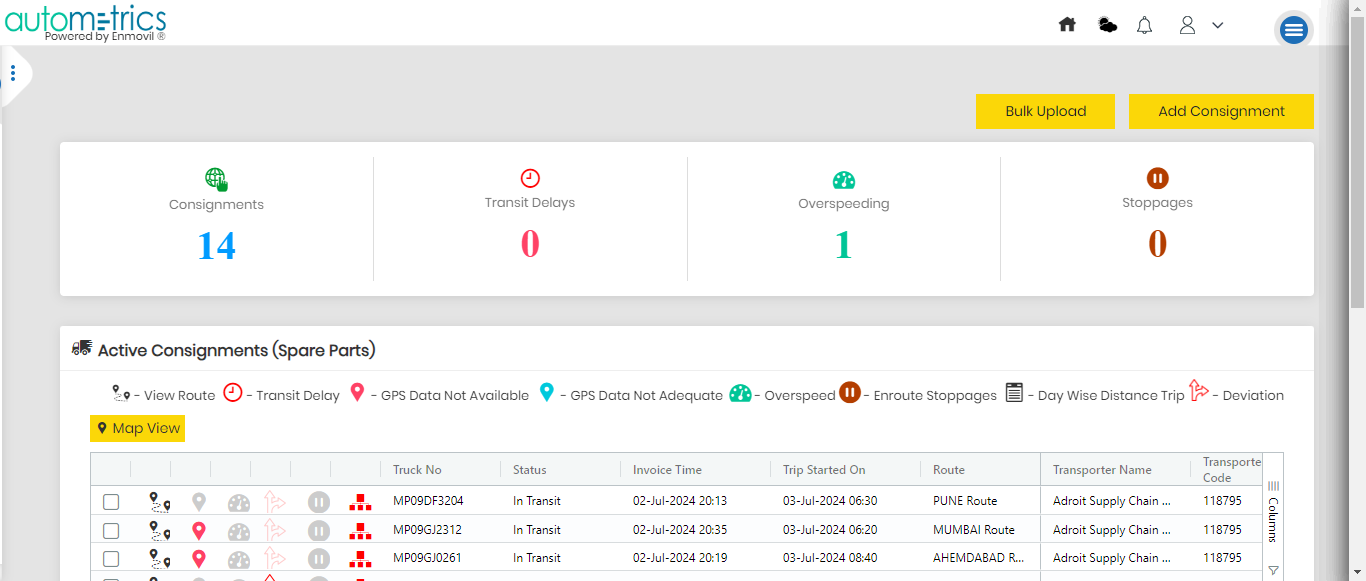 autometrics
Powered by Enmovil ®
Bulk Upload
Add Consignment
Consignments
14
Transit Delays
0
Overspeeding
1
Stoppages
0
Active Consignments (Spare Parts)
- View Route
- Transit Delay
- GPS Data Not Available
- GPS Data Not Adequate
- Overspeed
- Enroute Stoppages
- Day Wise Distance Trip
- Deviation
Map View
Truck No Status Invoice Time Trip Started On Route Transporter Name Transporte
Code
MP09DF3204 In Transit 02-Jul-2024 20:13 03-Jul-2024 06:30 PUNE Route Adroit Supply Chain ... 118795
MP09GJ2312 In Transit 02-Jul-2024 20:35 03-Jul-2024 06:20 MUMBAI Route Adroit Supply Chain ... 118795
MP09GJ0261 In Transit 02-Jul-2024 20:19 03-Jul-2024 08:40 AHEMDABAD R... Adroit Supply Chain ... 118795
Columns